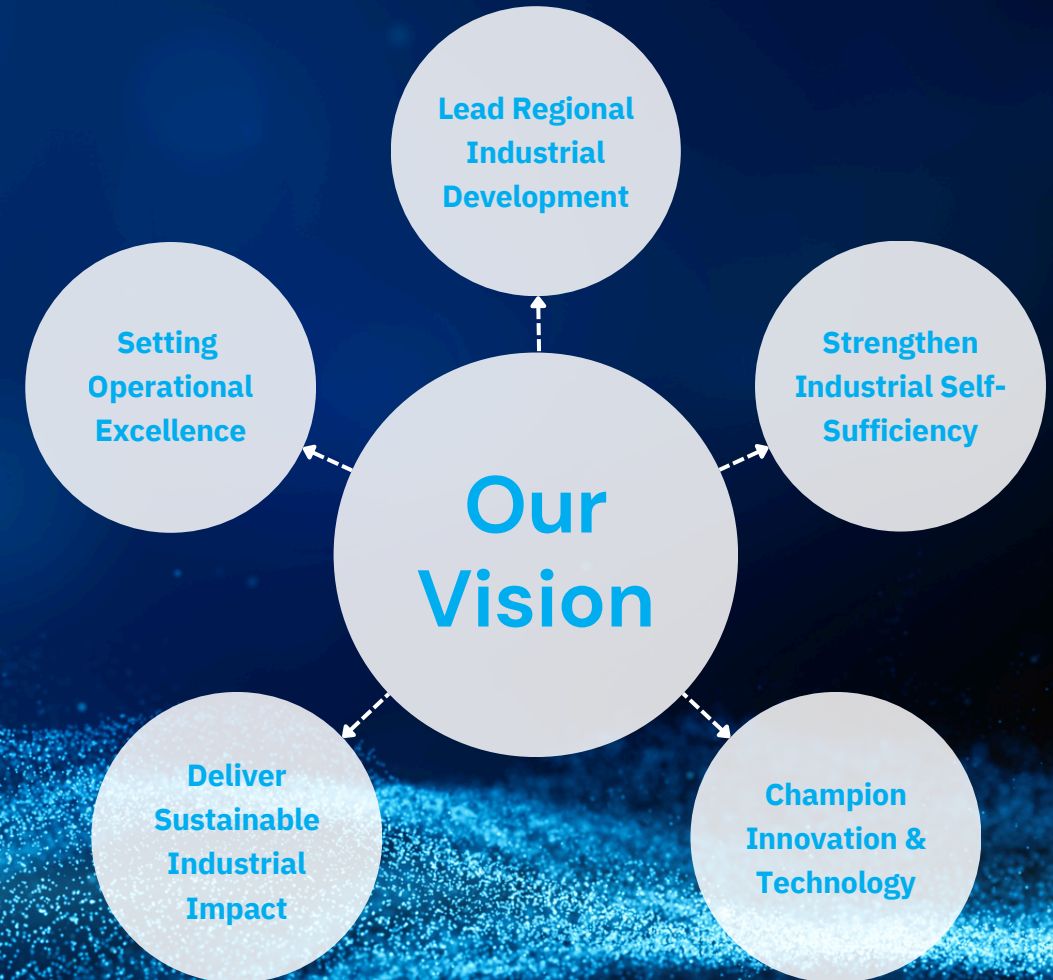 Lead Regional
Industrial
Development
Setting
Operational
Excellence
Strengthen
Industrial Self-
Sufficiency
Our
Vision
Deliver
Sustainable
Industrial
Impact
Champion
Innovation &
Technology